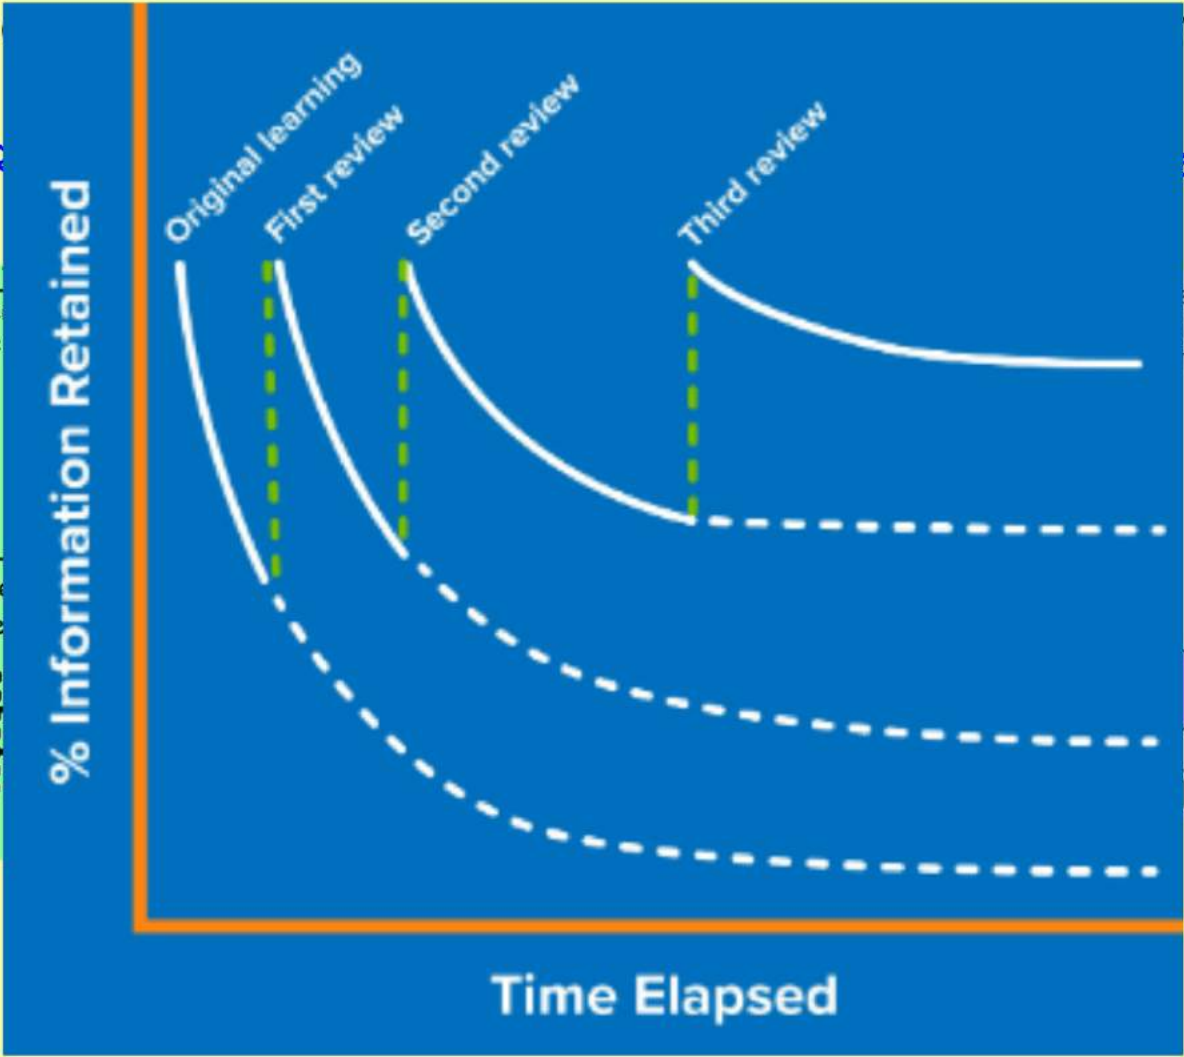 Original learning
First review
Second review
Third review
% Information Retained
Time Elapsed